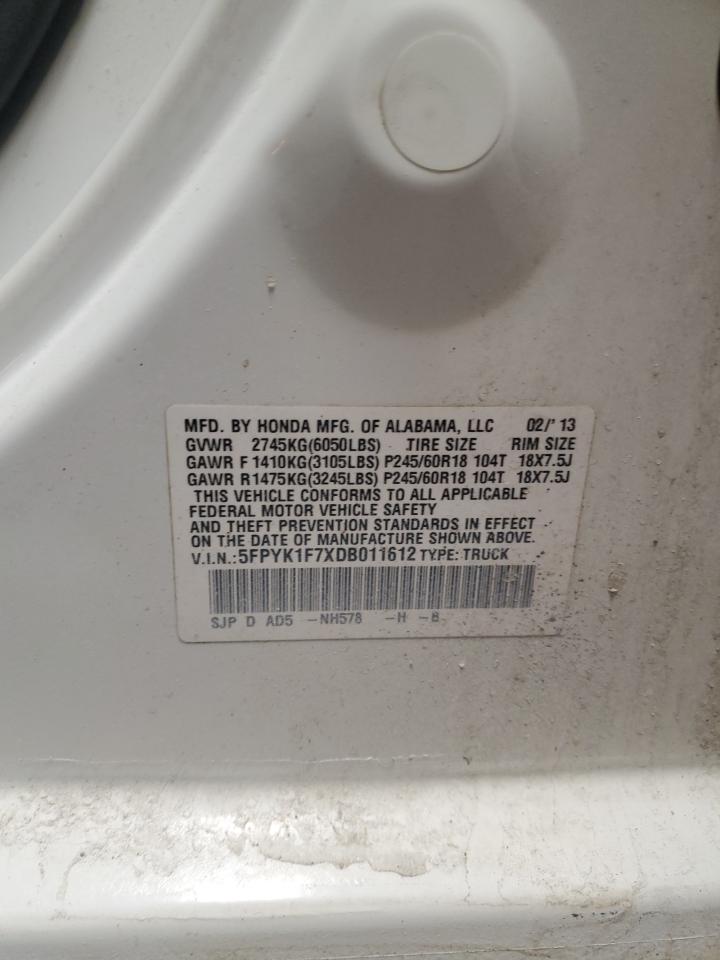 MFD. BY HONDA MFG. OF ALABAMA, LLC 02/'13
GVWR 2745KG(6050LBS) TIRE SIZE RIM SIZE
GAWR F 1410KG(3105LBS) P245/60R18 104T 18X7.5J
GAWR R 1475KG(3245LBS) P245/60R18 104T 18X7.5J
THIS VEHICLE CONFORMS TO ALL APPLICABLE
FEDERAL MOTOR VEHICLE SAFETY
AND THEFT PREVENTION STANDARDS IN EFFECT
ON THE DATE OF MANUFACTURE SHOWN ABOVE.
V.I.N.:5FPYK1F7XDB011612 TYPE: TRUCK
SJP D AD5 -NH578 -H -B